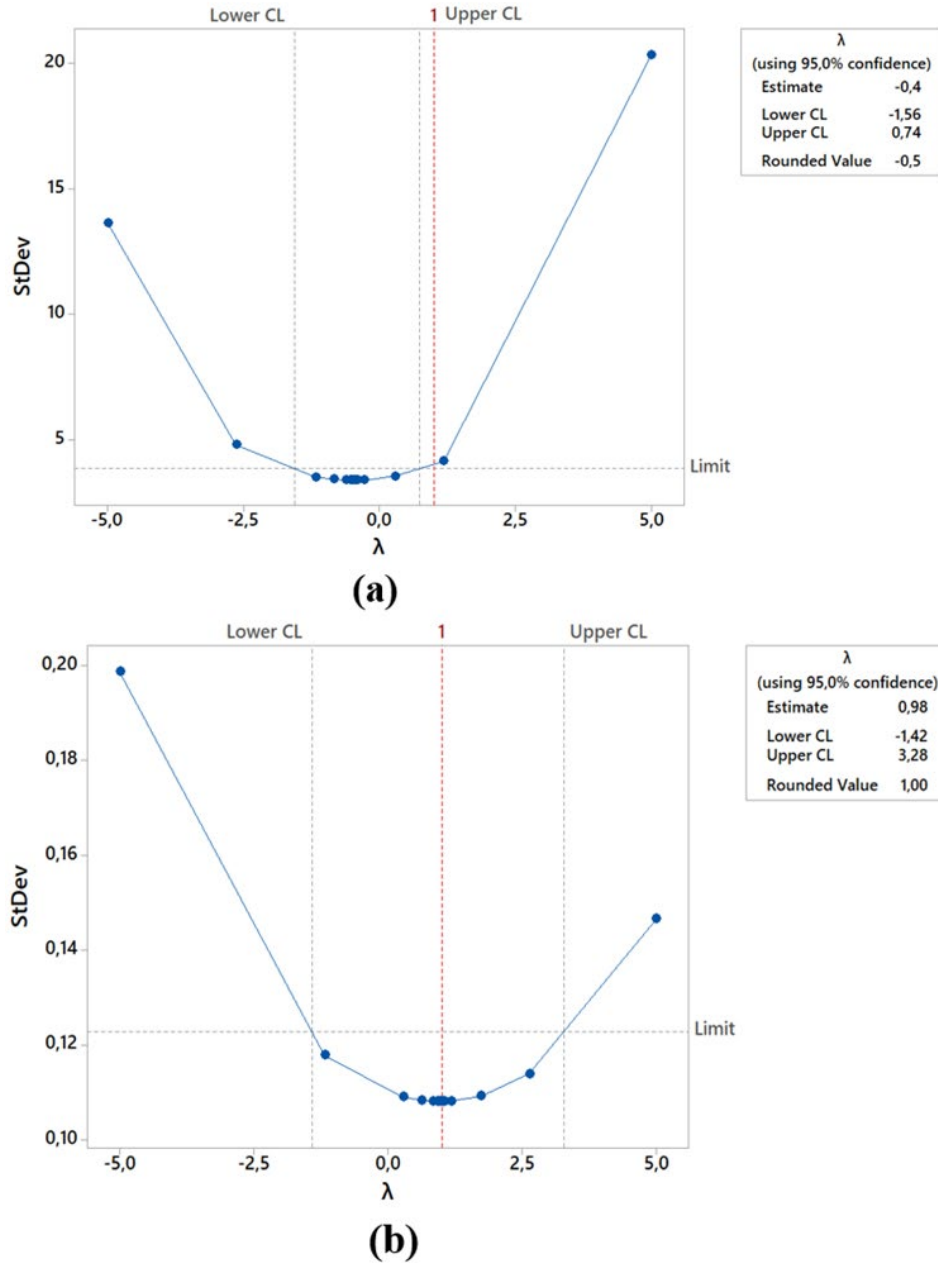 Lower CL 1 Upper CL
20
15
10
5
StDev
Limit
-5,0 -2,5 0,0 2,5 5,0
λ
λ
(using 95,0% confidence)
Estimate -0,4
Lower CL -1,56
Upper CL 0,74
Rounded Value -0,5
(a)
Lower CL 1 Upper CL
0,20
0,18
0,16
0,14
0,12
0,10
StDev
Limit
-5,0 -2,5 0,0 2,5 5,0
λ
λ
(using 95,0% confidence)
Estimate 0,98
Lower CL -1,42
Upper CL 3,28
Rounded Value 1,00
(b)